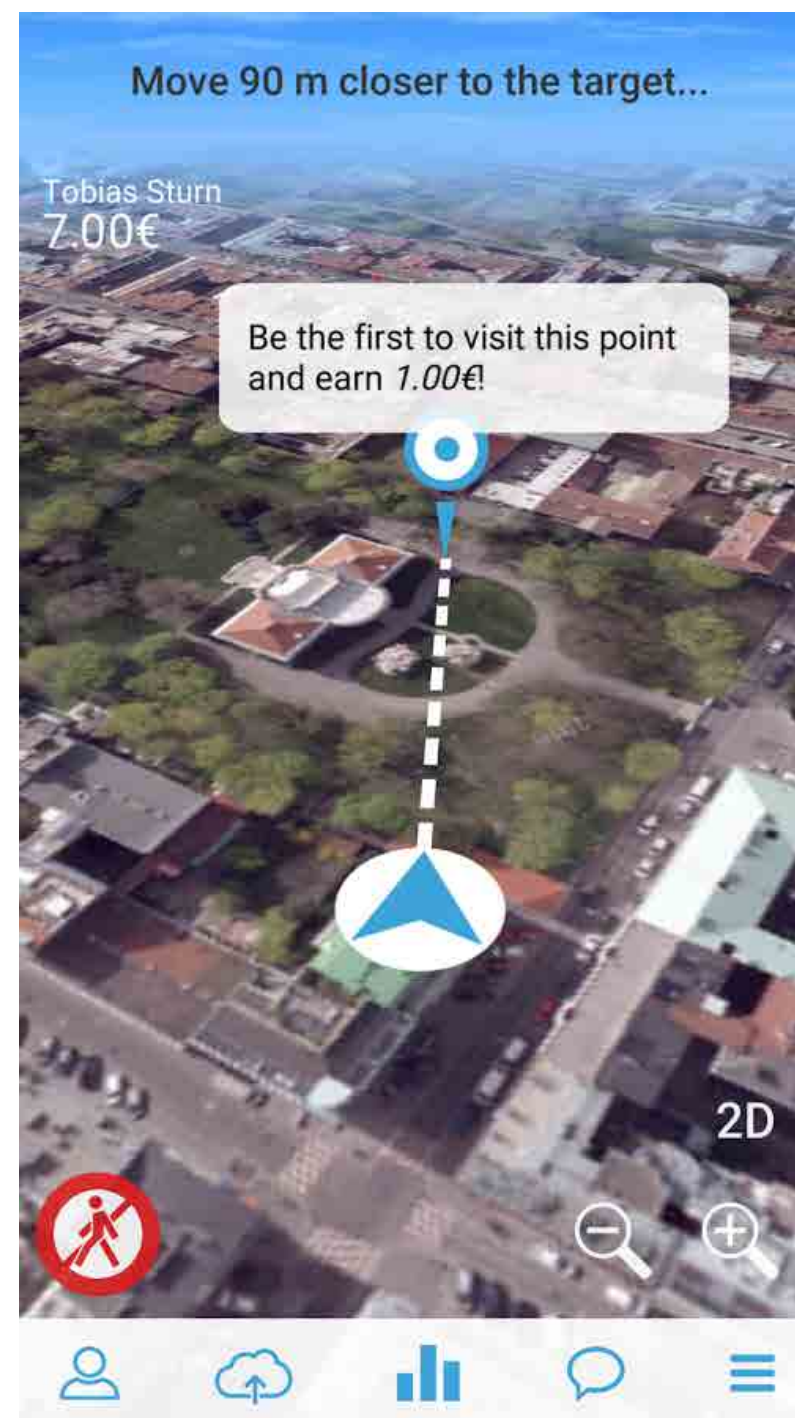 Move 90 m closer to the target...
Tobias Sturn
7.00€
Be the first to visit this point
and earn 1.00€!
2D